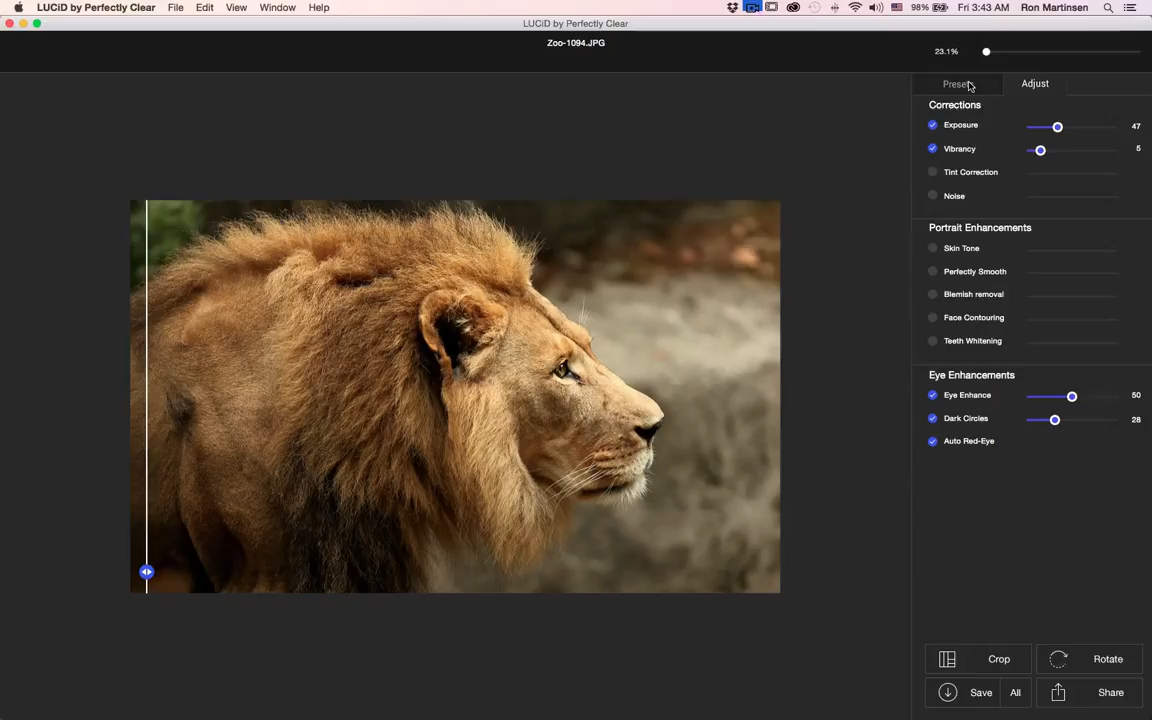 LUCiD by Perfectly Clear File Edit View Window Help 98% Fri 3:43 AM Ron Martinsen
LUCiD by Perfectly Clear
Zoo-1094.JPG
23.1%
Adjust
Corrections
Exposure 47
Vibrancy 5
Tint Correction
Noise
Portrait Enhancements
Skin Tone
Perfectly Smooth
Blemish removal
Face Contouring
Teeth Whitening
Eye Enhancements
Eye Enhance 50
Dark Circles 28
Auto Red-Eye
Crop Rotate
Save All Share